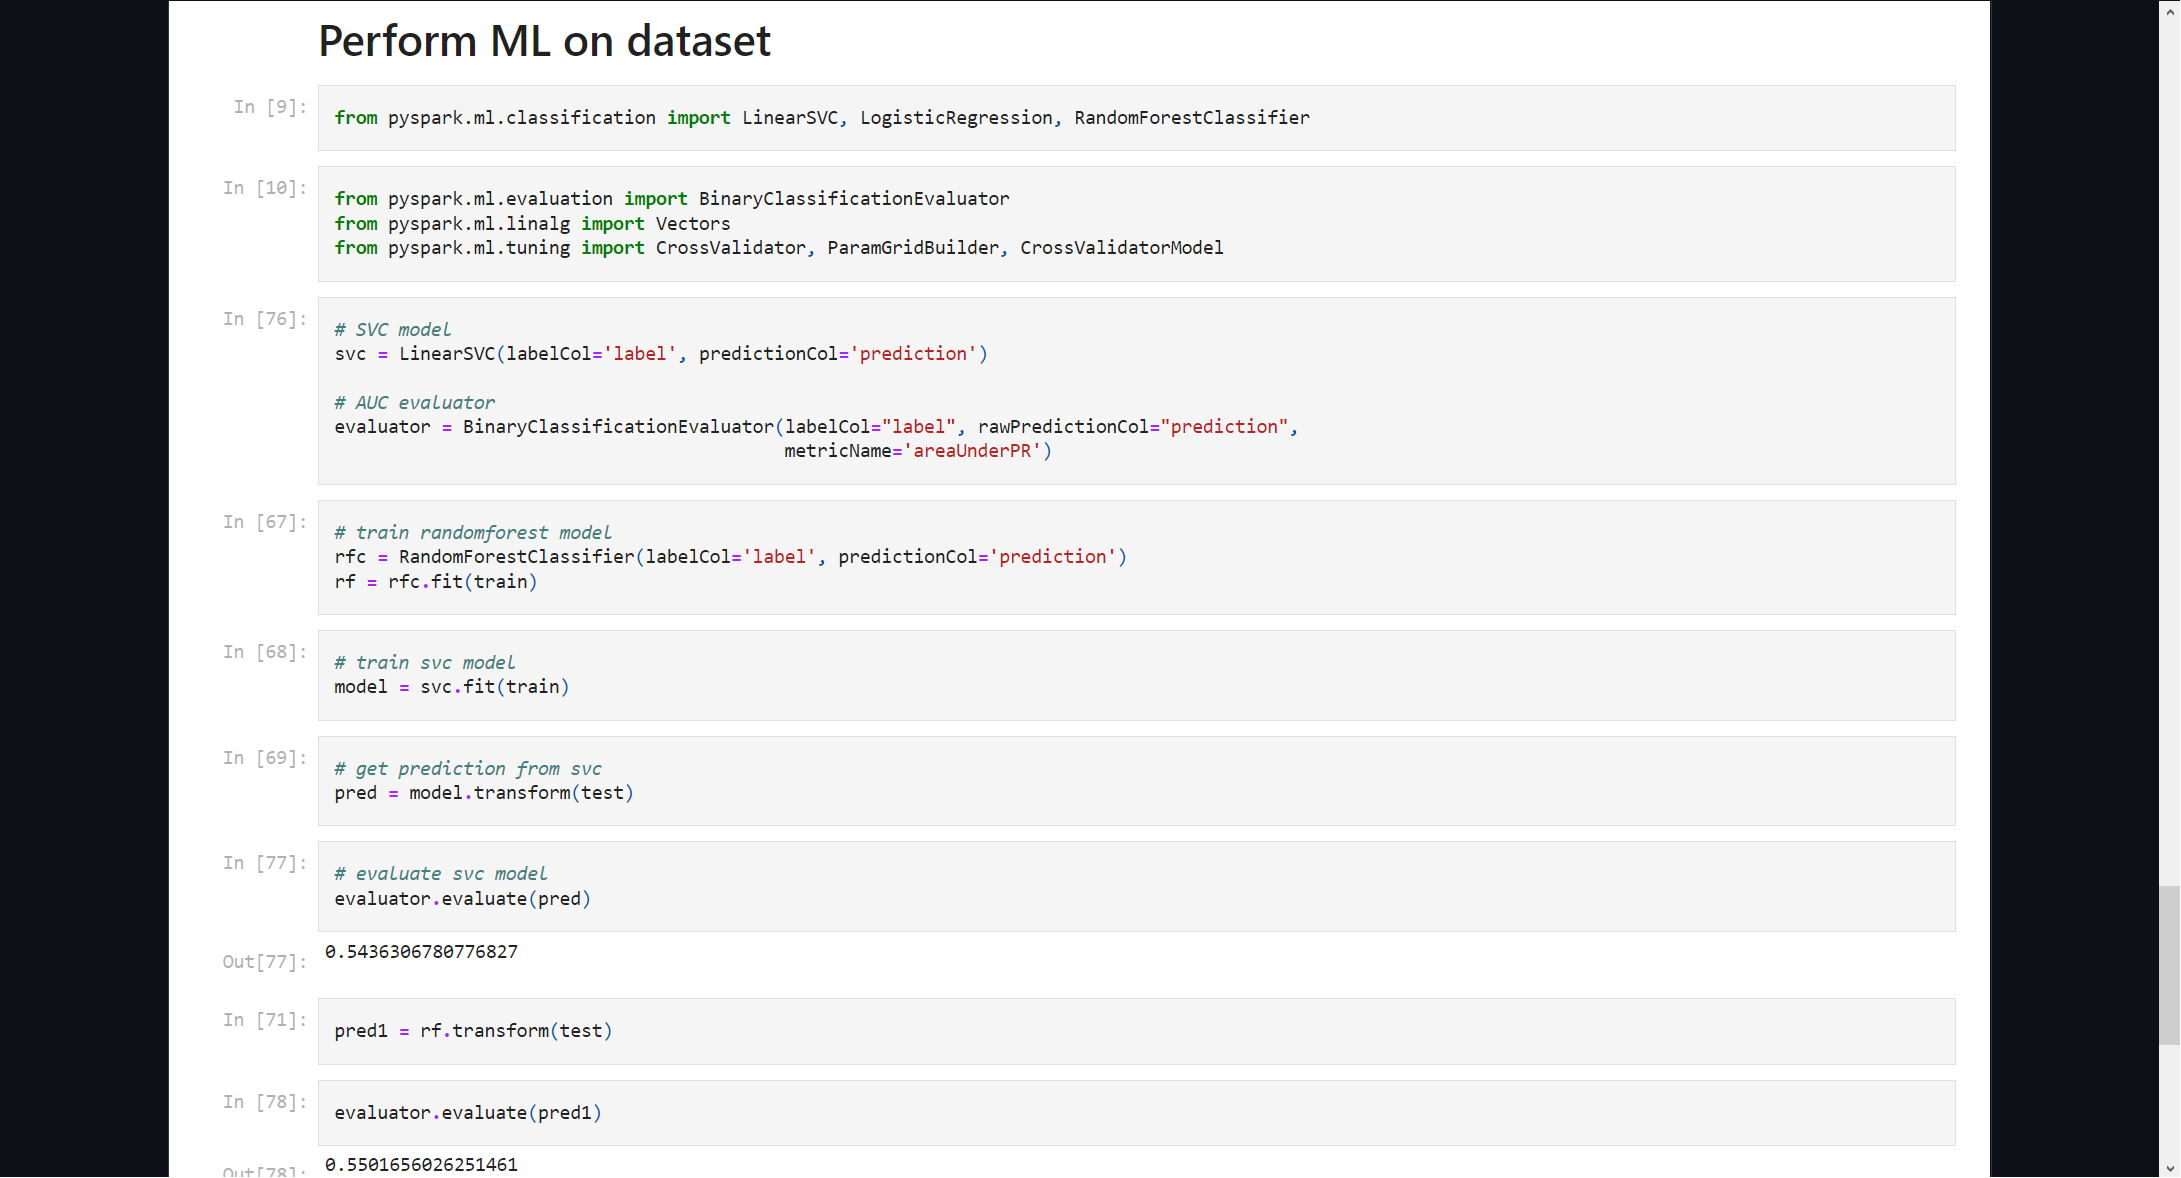 Perform ML on dataset
In [9]:
from pyspark.ml.classification import LinearSVC, LogisticRegression, RandomForestClassifier
In [10]:
from pyspark.ml.evaluation import BinaryClassificationEvaluator
from pyspark.ml.linalg import Vectors
from pyspark.ml.tuning import CrossValidator, ParamGridBuilder, CrossValidatorModel
In [76]:
# SVC model
svc = LinearSVC(labelCol='label', predictionCol='prediction')
# AUC evaluator
evaluator = BinaryClassificationEvaluator(labelCol="label", rawPredictionCol="prediction",
metricName='areaUnderPR')
In [67]:
# train randomforest model
rfc = RandomForestClassifier(labelCol='label', predictionCol='prediction')
rf = rfc.fit(train)
In [68]:
# train svc model
model = svc.fit(train)
In [69]:
# get prediction from svc
pred = model.transform(test)
In [77]:
# evaluate svc model
evaluator.evaluate(pred)
Out[77]:
0.5436306780776827
In [71]:
pred1 = rf.transform(test)
In [78]:
evaluator.evaluate(pred1)
Out[78]:
0.5501656026251461